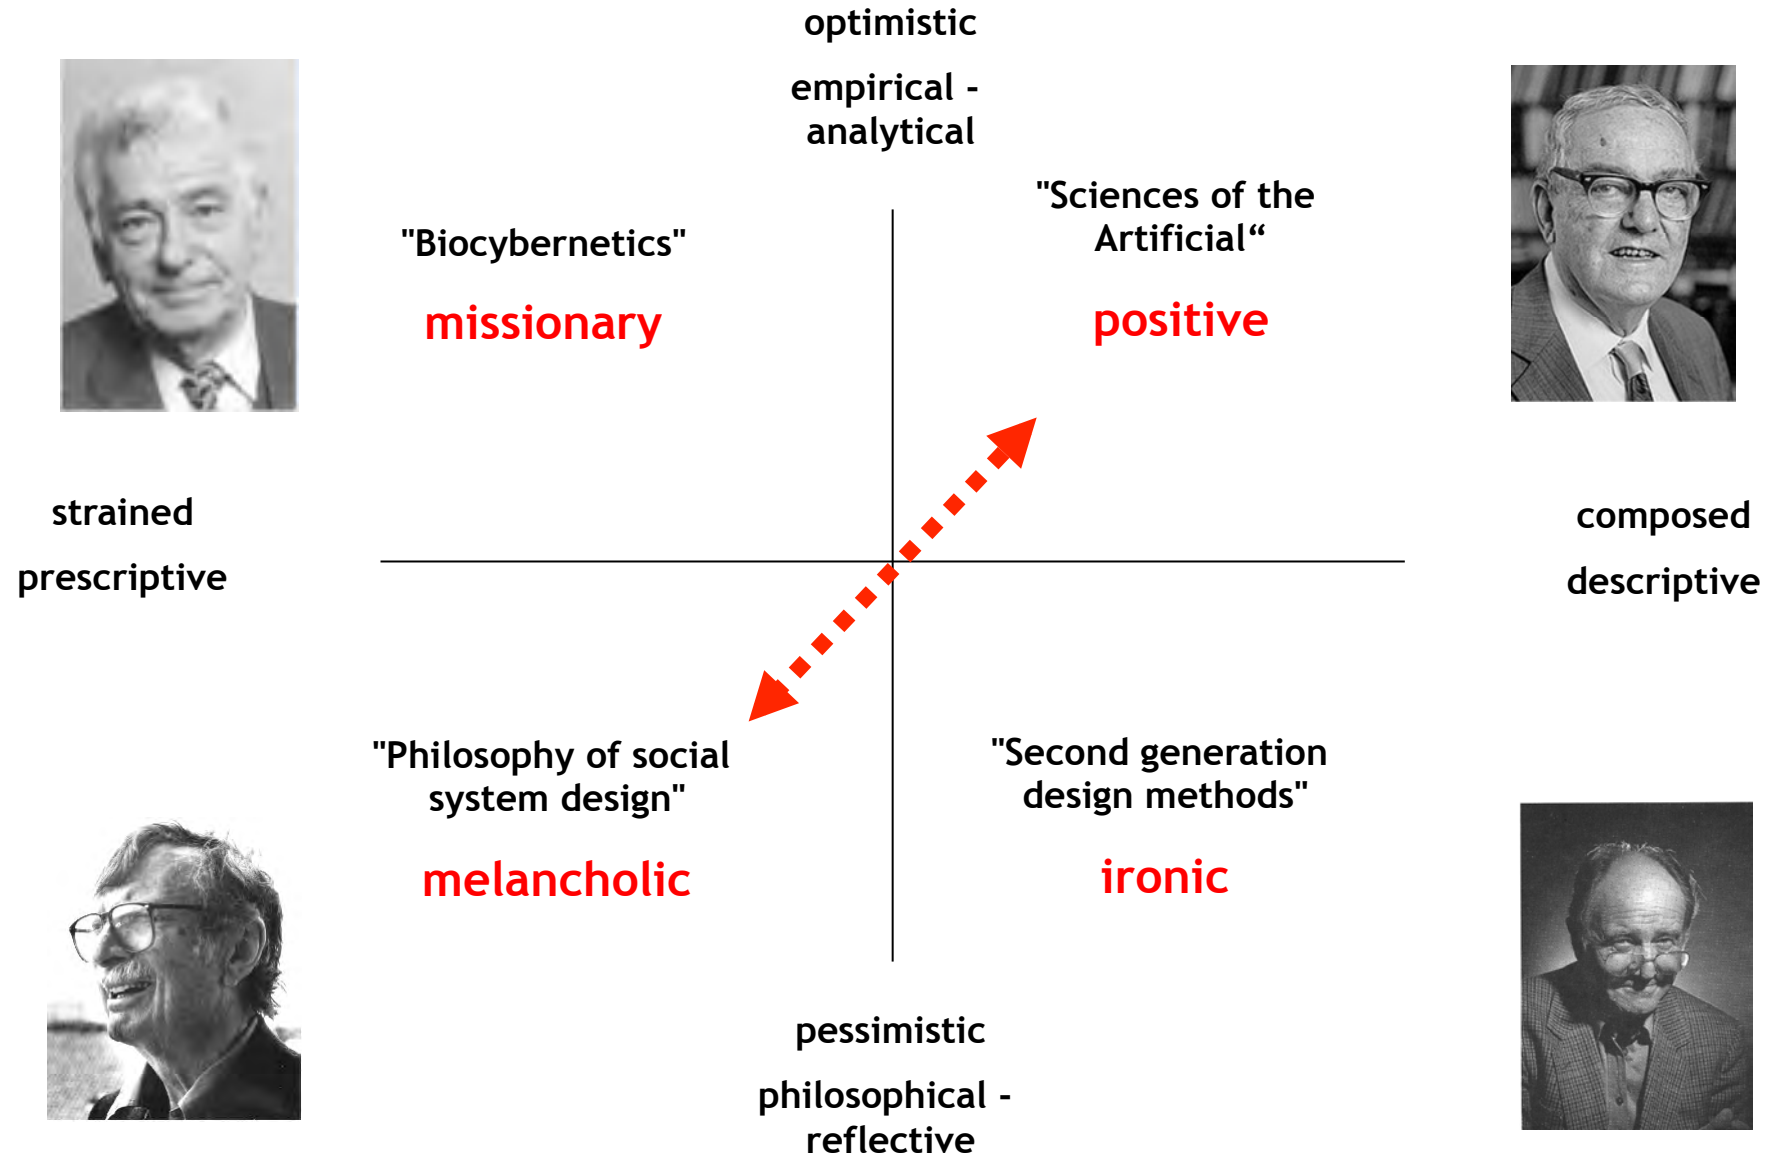 optimistic
empirical -
analytical
"Sciences of the
Artificial“
"Biocybernetics"
missionary
positive
strained
prescriptive
composed
descriptive
"Philosophy of social
system design"
melancholic
"Second generation
design methods"
ironic
pessimistic
philosophical -
reflective